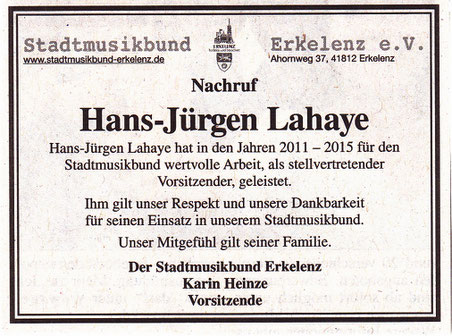 Stadtmusikbund Erkelenz e.V.
www.stadtmusikbund-erkelenz.de Ahornweg 37, 41812 Erkelenz
ERKELENZ
Nachruf
Hans-Jürgen Lahaye
Hans-Jürgen Lahaye hat in den Jahren 2011 – 2015 für den
Stadtmusikbund wertvolle Arbeit, als stellvertretender
Vorsitzender, geleistet.
Ihm gilt unser Respekt und unsere Dankbarkeit
für seinen Einsatz in unserem Stadtmusikbund.
Unser Mitgefühl gilt seiner Familie.
Der Stadtmusikbund Erkelenz
Karin Heinze
Vorsitzende